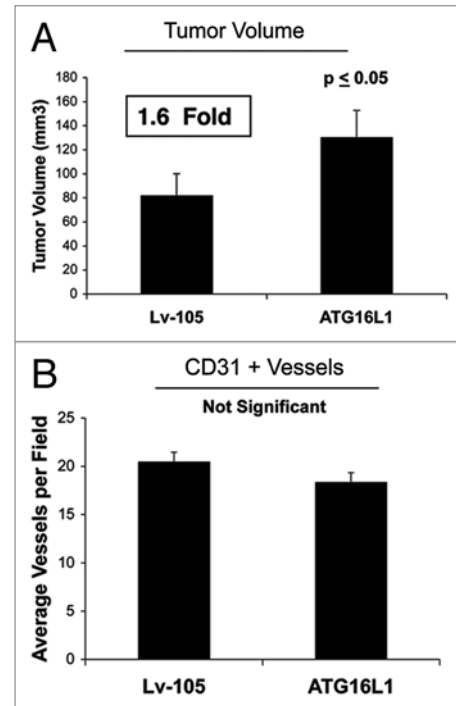 A
Tumor Volume
p ≤ 0.05
1.6 Fold
Tumor Volume (mm3)
180
160
140
120
100
80
60
40
20
0
Lv-105
ATG16L1
B
CD31 + Vessels
Not Significant
Average Vessels per Field
25
20
15
10
5
0
Lv-105
ATG16L1